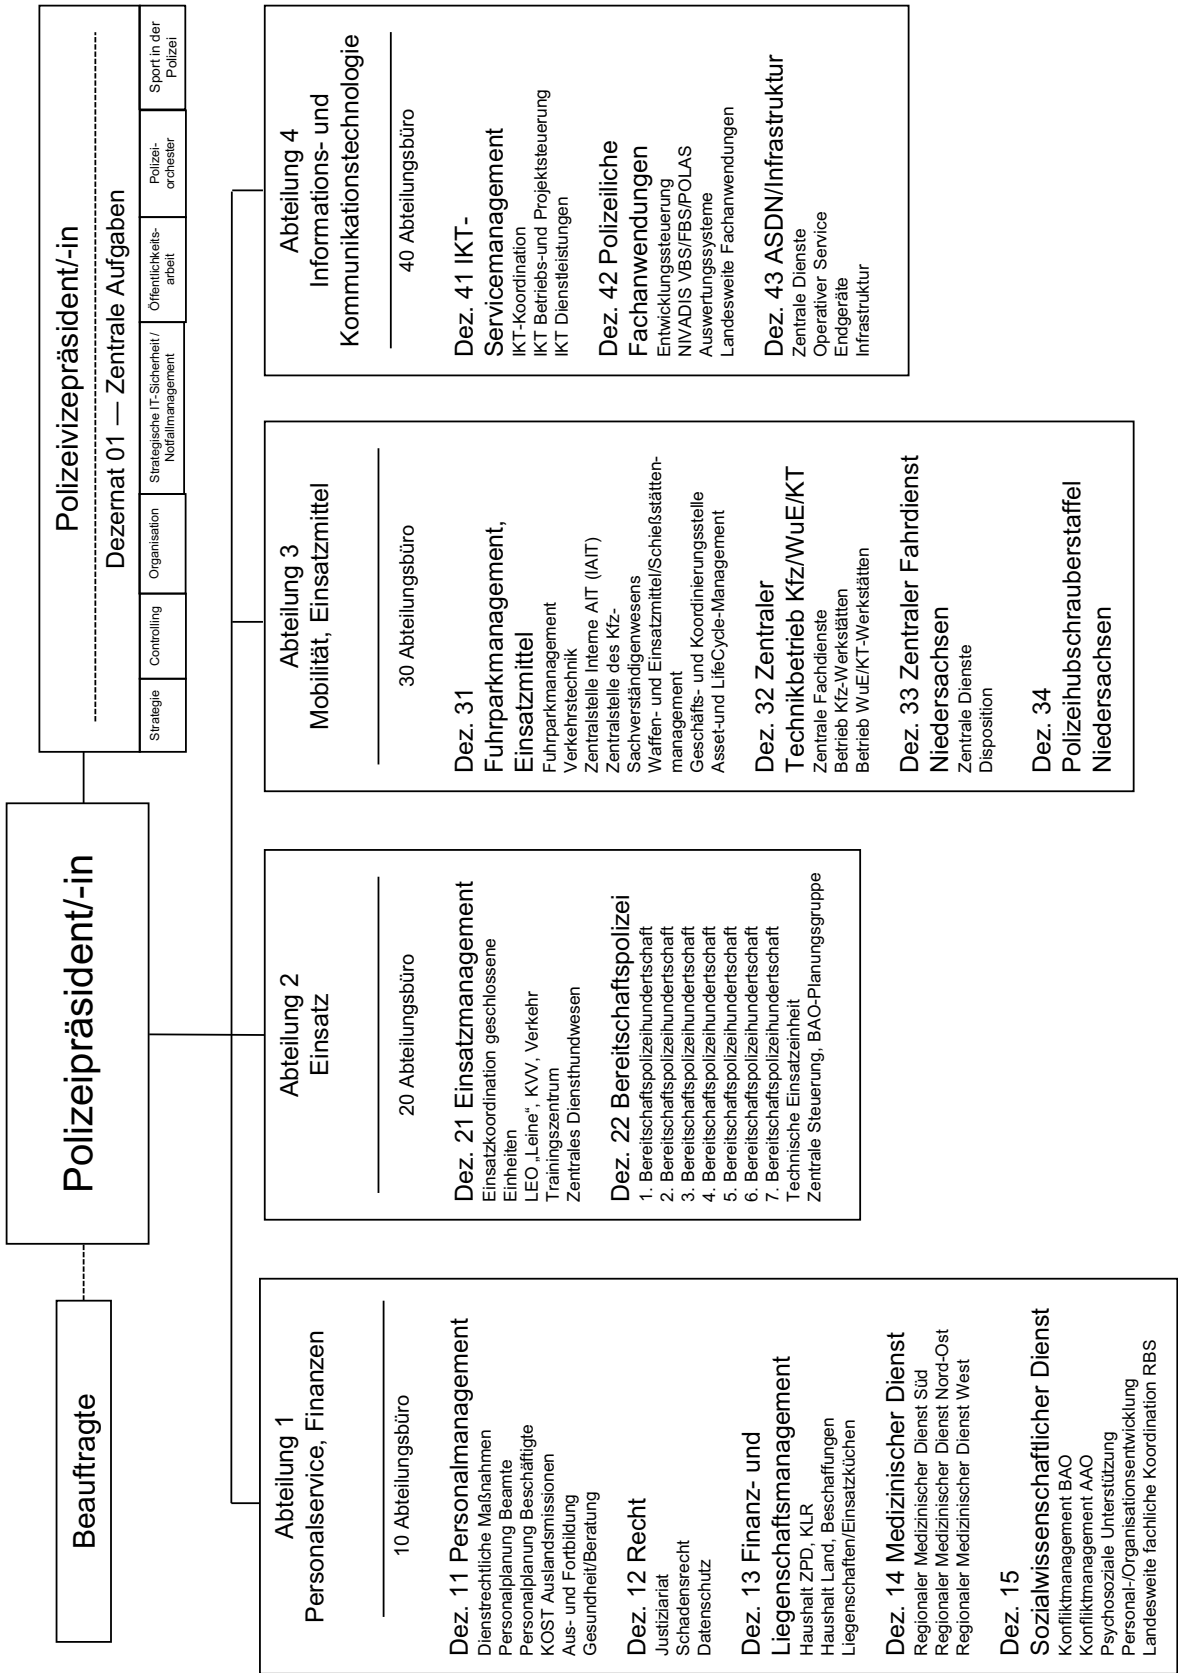 Beauftragte
Polizeipräsident/-in
Polizeivizepräsident/-in
Dezernat 01 — Zentrale Aufgaben
Strategie
Controlling
Organisation
Strategische IT-Sicherheit /
Notfallmanagement
Öffentlichkeits-
arbeit
Polizei-
orchester
Sport in der
Polizei
Abteilung 1
Personalservice, Finanzen
10 Abteilungsbüro
Dez. 11 Personalmanagement
Dienstrechtliche Maßnahmen
Personalplanung Beamte
Personalplanung Beschäftigte
KOST Auslandsmissionen
Aus- und Fortbildung
Gesundheit/Beratung
Dez. 12 Recht
Justiziariat
Schadensrecht
Datenschutz
Dez. 13 Finanz- und
Liegenschaftsmanagement
Haushalt ZPD, KLR
Haushalt Land, Beschaffungen
Liegenschaften/Einsatzküchen
Dez. 14 Medizinischer Dienst
Regionaler Medizinischer Dienst Süd
Regionaler Medizinischer Dienst Nord-Ost
Regionaler Medizinischer Dienst West
Dez. 15
Sozialwissenschaftlicher Dienst
Konfliktmanagement BAO
Konfliktmanagement AAO
Psychosoziale Unterstützung
Personal-/Organisationsentwicklung
Landesweite fachliche Koordination RBS
Abteilung 2
Einsatz
20 Abteilungsbüro
Dez. 21 Einsatzmanagement
Einsatzkoordination geschlossene
Einheiten
LEO „Leine“, KVV, Verkehr
Trainingszentrum
Zentrales Diensthundwesen
Dez. 22 Bereitschaftspolizei
1. Bereitschaftspolizeihundertschaft
2. Bereitschaftspolizeihundertschaft
3. Bereitschaftspolizeihundertschaft
4. Bereitschaftspolizeihundertschaft
5. Bereitschaftspolizeihundertschaft
6. Bereitschaftspolizeihundertschaft
7. Bereitschaftspolizeihundertschaft
Technische Einsatzeinheit
Zentrale Steuerung, BAO-Planungsgruppe
Abteilung 3
Mobilität, Einsatzmittel
30 Abteilungsbüro
Dez. 31
Fuhrparkmanagement,
Einsatzmittel
Fuhrparkmanagement
Verkehrstechnik
Zentralstelle Interne AIT (IAIT)
Zentralstelle des Kfz-
Sachverständigenwesens
Waffen- und Einsatzmittel/Schießstätten-
management
Geschäfts- und Koordinierungsstelle
Asset-und LifeCycle-Management
Dez. 32 Zentraler
Technikbetrieb Kfz/WuE/KT
Zentrale Fachdienste
Betrieb Kfz-Werkstätten
Betrieb WuE/KT-Werkstätten
Dez. 33 Zentraler Fahrdienst
Niedersachsen
Zentrale Dienste
Disposition
Dez. 34
Polizeihubschrauberstaffel
Niedersachsen
Abteilung 4
Informations- und
Kommunikationstechnologie
40 Abteilungsbüro
Dez. 41 IKT-
Servicemanagement
IKT-Koordination
IKT Betriebs-und Projektsteuerung
IKT Dienstleistungen
Dez. 42 Polizeiliche
Fachanwendungen
Entwicklungssteuerung
NIVADIS VBS/FBS/POLAS
Auswertungssysteme
Landesweite Fachanwendungen
Dez. 43 ASDN/Infrastruktur
Zentrale Dienste
Operativer Service
Endgeräte
Infrastruktur